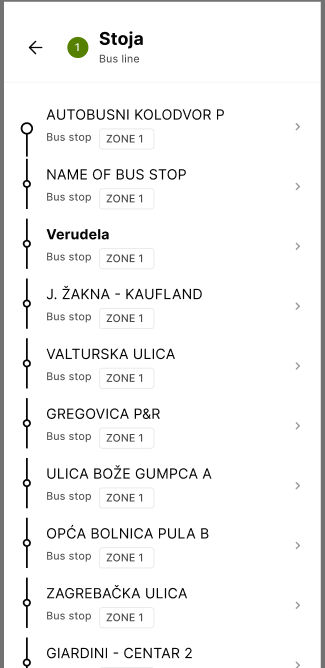 1 Stoja
Bus line
AUTOBUSNI KOLODVOR P
Bus stop ZONE 1
NAME OF BUS STOP
Bus stop ZONE 1
Verudela
Bus stop ZONE 1
J. ŽAKNA - KAUFLAND
Bus stop ZONE 1
VALTURSKA ULICA
Bus stop ZONE 1
GREGOVICA P&R
Bus stop ZONE 1
ULICA BOŽE GUMPCA A
Bus stop ZONE 1
OPĆA BOLNICA PULA B
Bus stop ZONE 1
ZAGREBAČKA ULICA
Bus stop ZONE 1
GIARDINI - CENTAR 2